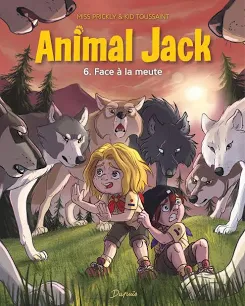 MISS PRICKLY & KID TOUSSAINT
Animal Jack
6. Face à la meute
Dupuis